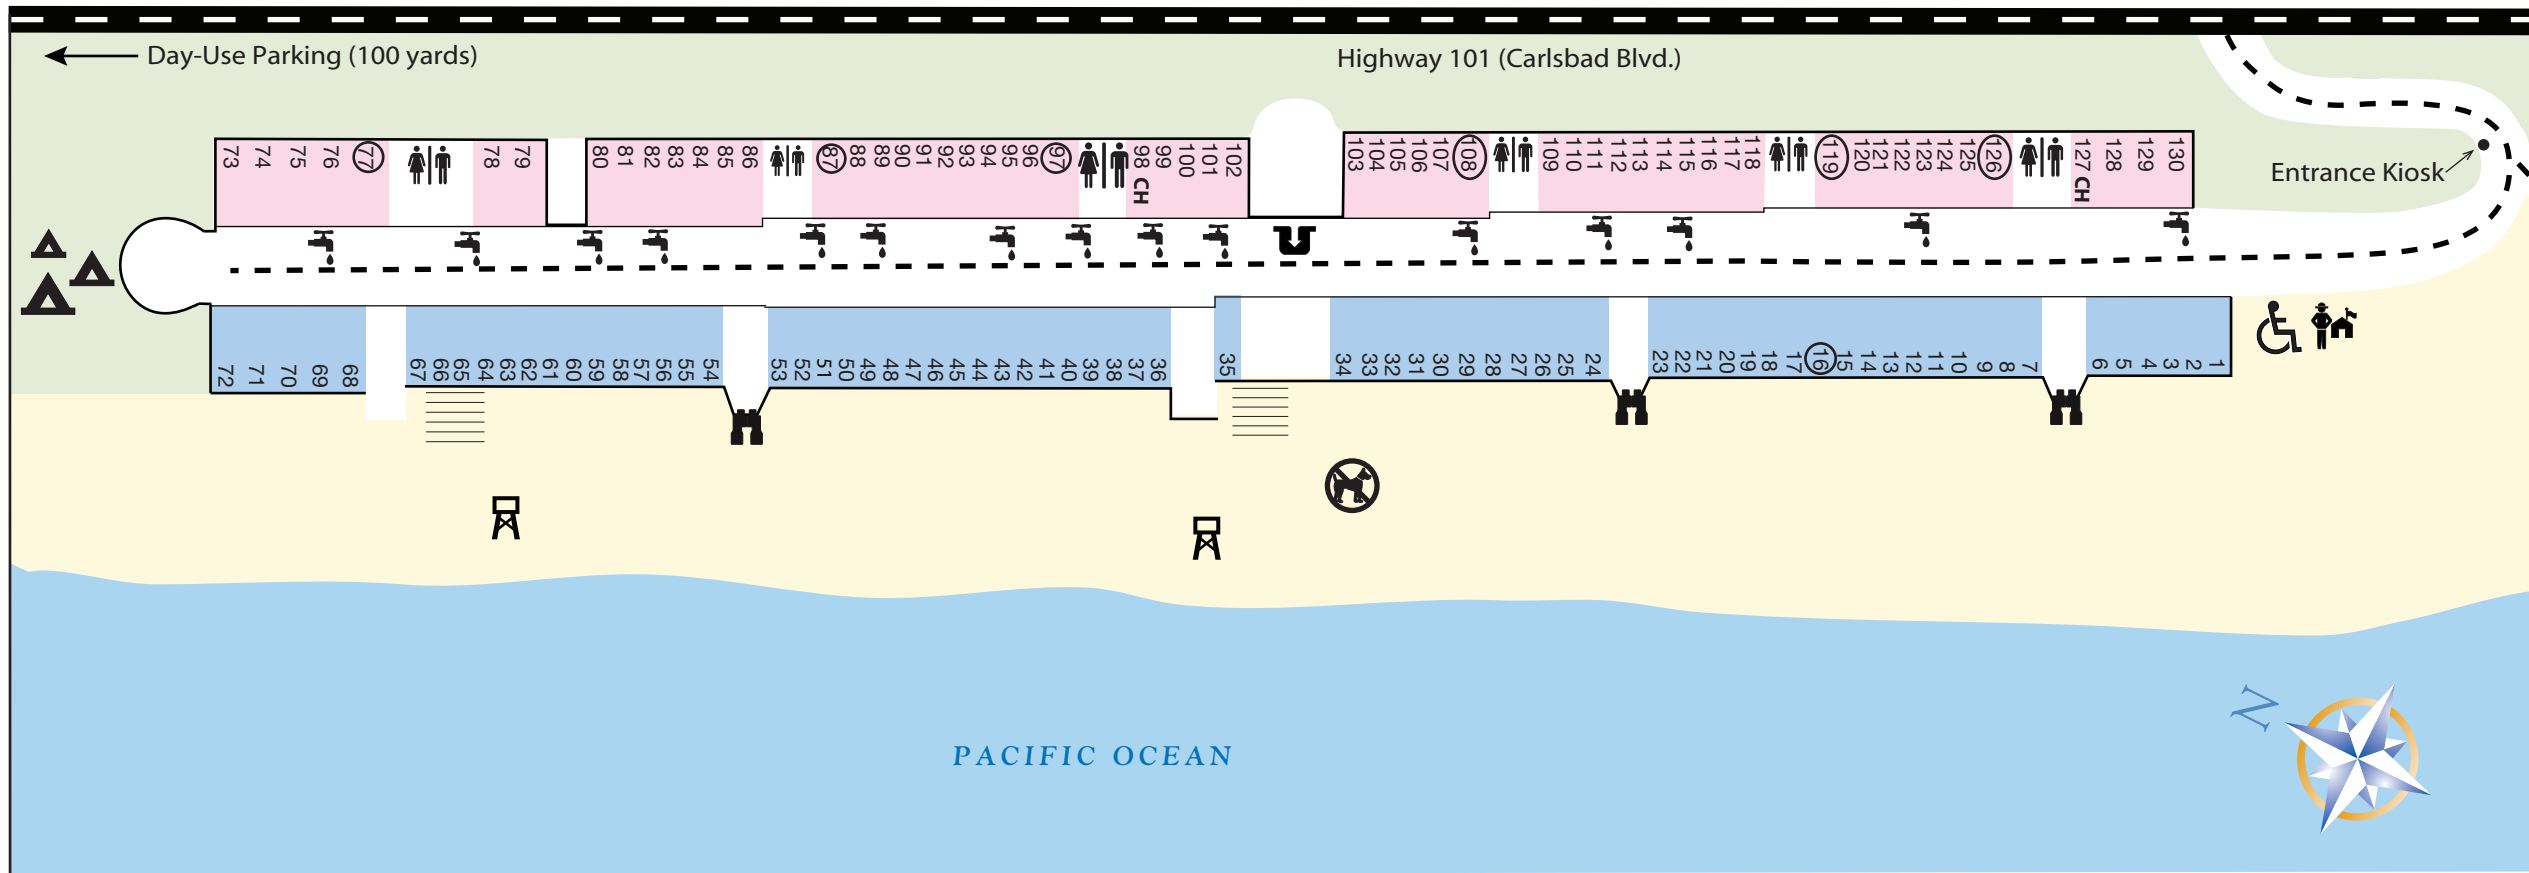 Day-Use Parking (100 yards)
Highway 101 (Carlsbad Blvd.)
Entrance Kiosk
73 74 75 76 77 78 79 80 81 82 83 84 85 86 87 88 89 90 91 92 93 94 95 96 97 98 99 100 101 102 103 104 105 106 107 108 109 110 111 112 113 114 115 116 117 118 119 120 121 122 123 124 125 126 127 128 129 130
CH CH
72 71 70 69 68 67 66 65 64 63 62 61 60 59 58 57 56 55 54 53 52 51 50 49 48 47 46 45 44 43 42 41 40 39 38 37 36 35 34 33 32 31 30 29 28 27 26 25 24 23 22 21 20 19 18 17 16 15 14 13 12 11 10 9 8 7 6 5 4 3 2 1
N
PACIFIC OCEAN